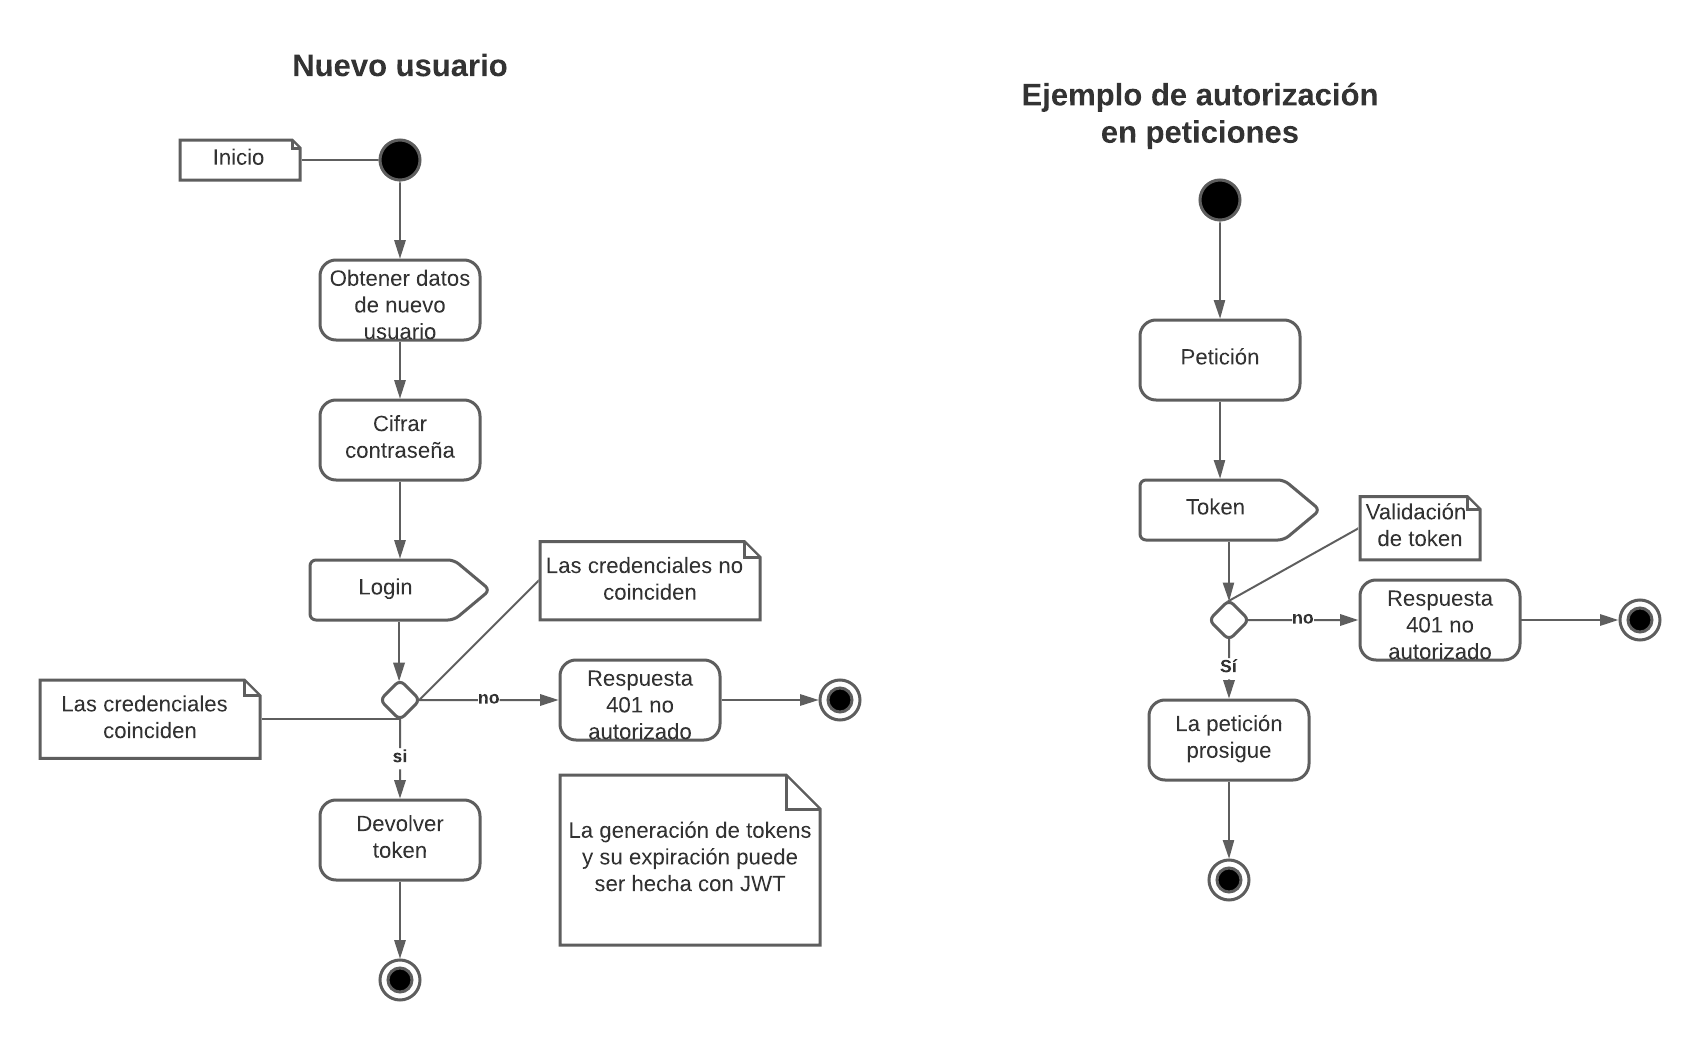 Nuevo usuario
Inicio
Obtener datos
de nuevo
usuario
Cifrar
contraseña
Login
Las credenciales no
coinciden
Las credenciales
coinciden
no
Respuesta
401 no
autorizado
si
Devolver
token
La generación de tokens
y su expiración puede
ser hecha con JWT
Ejemplo de autorización
en peticiones
Petición
Token
Validación
de token
no
Respuesta
401 no
autorizado
Sí
La petición
prosigue